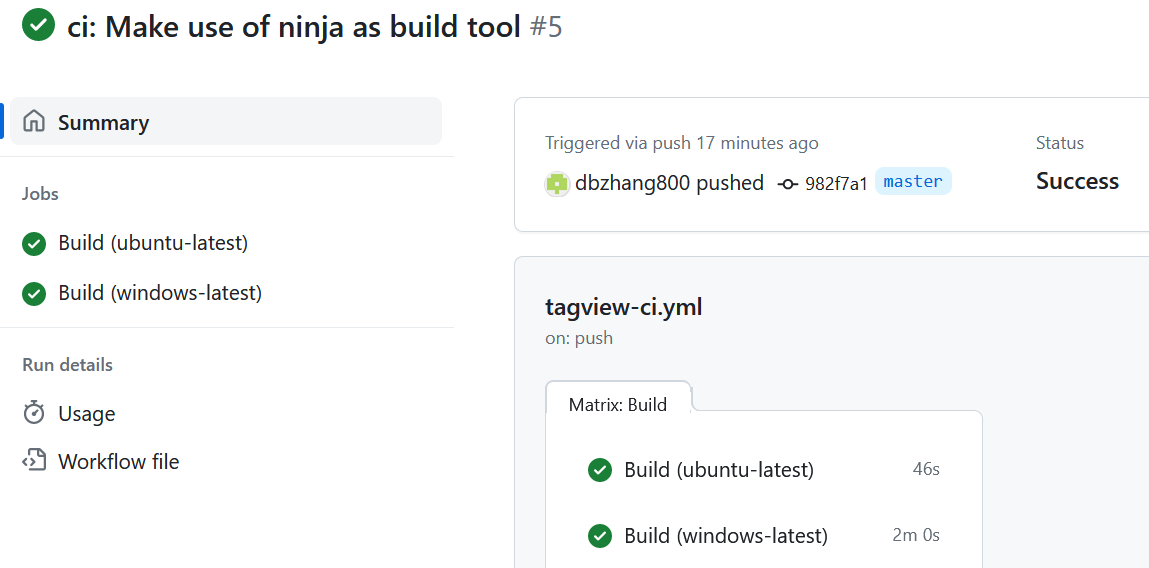 ci: Make use of ninja as build tool #5
Summary
Jobs
Build (ubuntu-latest)
Build (windows-latest)
Run details
Usage
Workflow file
Triggered via push 17 minutes ago
dbzhang800 pushed 982f7a1 master
Status
Success
tagview-ci.yml
on: push
Matrix: Build
Build (ubuntu-latest) 46s
Build (windows-latest) 2m 0s